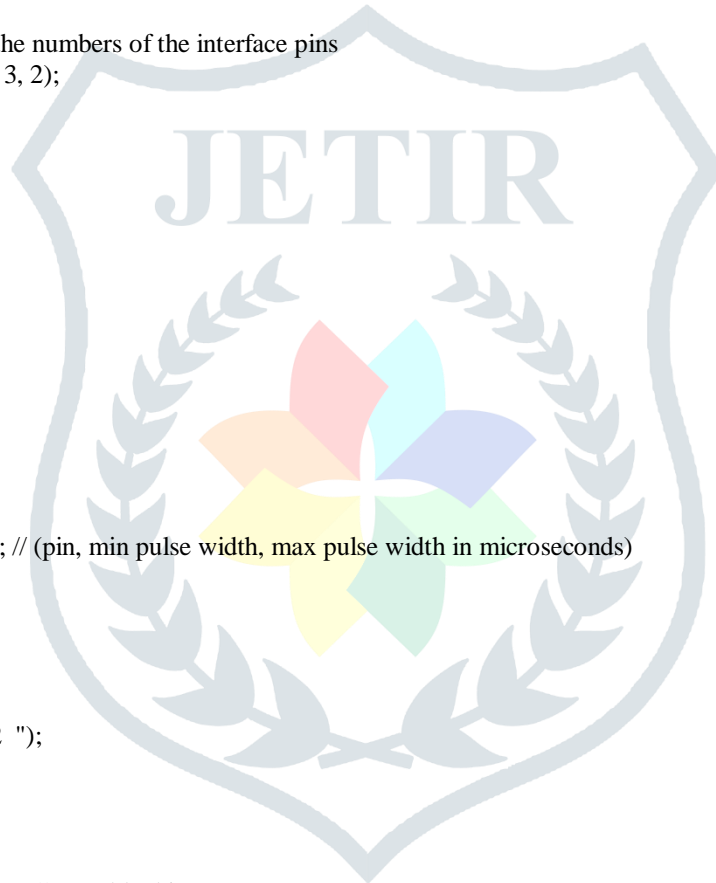 he numbers of the interface pins
3, 2);
JETIR
; // (pin, min pulse width, max pulse width in microseconds)
");